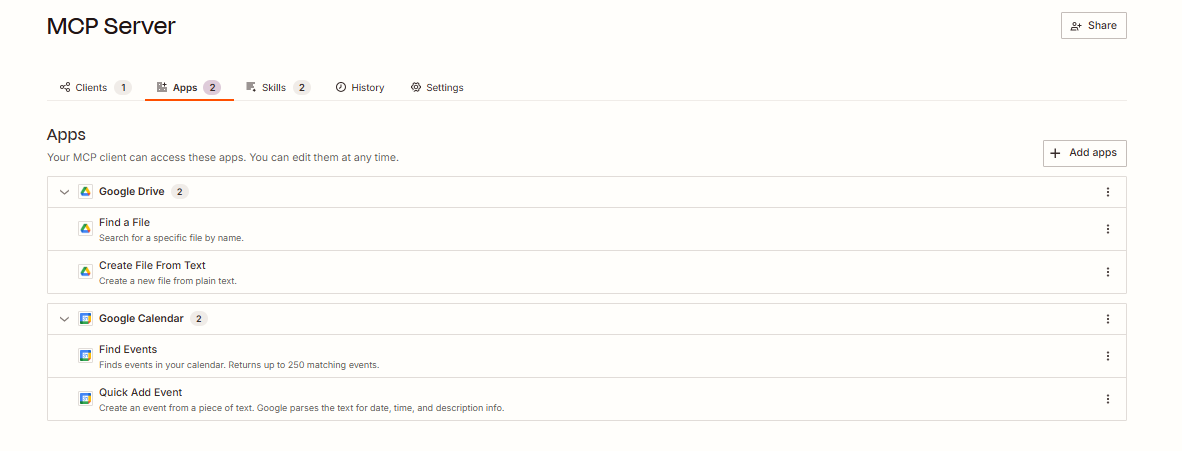 MCP Server
Share
Clients 1
Apps 2
Skills 2
History
Settings
Apps
Your MCP client can access these apps. You can edit them at any time.
Add apps
Google Drive 2
Find a File
Search for a specific file by name.
Create File From Text
Create a new file from plain text.
Google Calendar 2
Find Events
Finds events in your calendar. Returns up to 250 matching events.
Quick Add Event
Create an event from a piece of text. Google parses the text for date, time, and description info.